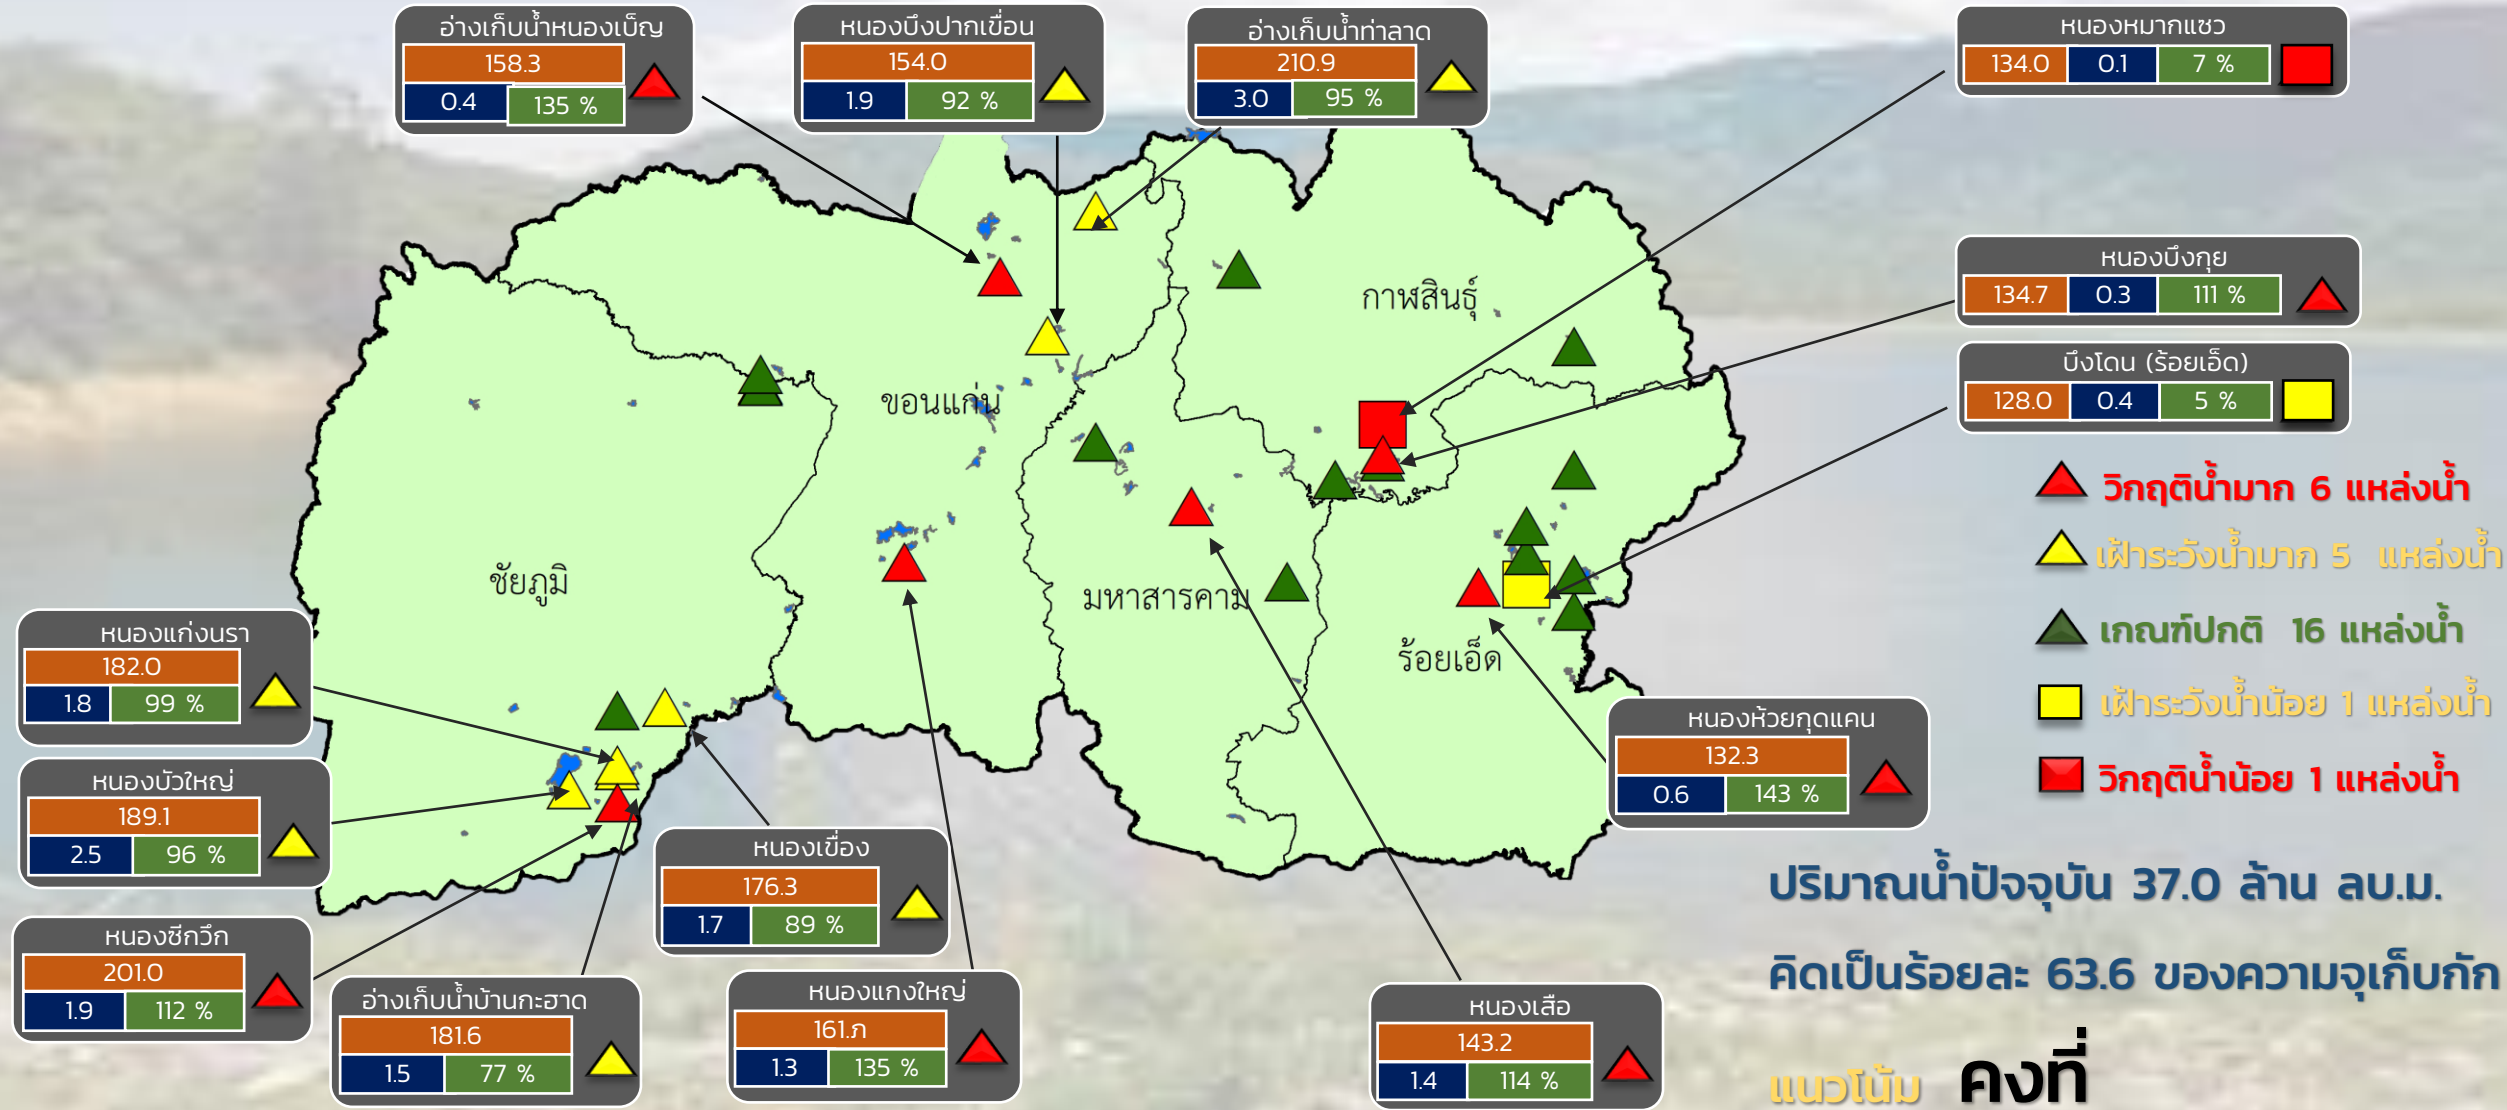 อ่างเก็บน้ำหนองเบ็ญ
158.3
0.4 135 %
หนองบึงปากเขื่อน
154.0
1.9 92 %
อ่างเก็บน้ำท่าลาด
210.9
3.0 95 %
หนองหมากแซว
134.0 0.1 7 %
หนองบึงกุย
134.7 0.3 111 %
บึงโดน (ร้อยเอ็ด)
128.0 0.4 5 %
กาฬสินธุ์
ขอนแก่น
ชัยภูมิ
มหาสารคาม
ร้อยเอ็ด
วิกฤติน้ำมาก 6 แหล่งน้ำ
เฝ้าระวังน้ำมาก 5 แหล่งน้ำ
เกณฑ์ปกติ 16 แหล่งน้ำ
เฝ้าระวังน้ำน้อย 1 แหล่งน้ำ
วิกฤติน้ำน้อย 1 แหล่งน้ำ
หนองแก่งนรา
182.0
1.8 99 %
หนองบัวใหญ่
189.1
2.5 96 %
หนองซึกวึก
201.0
1.9 112 %
อ่างเก็บน้ำบ้านกะฮาด
181.6
1.5 77 %
หนองเขื่อง
176.3
1.7 89 %
หนองแกงใหญ่
161.ภ
1.3 135 %
หนองเสือ
143.2
1.4 114 %
หนองห้วยกุดแคน
132.3
0.6 143 %
ปริมาณน้ำปัจจุบัน 37.0 ล้าน ลบ.ม.
คิดเป็นร้อยละ 63.6 ของความจุเก็บกัก
แนวโน้ม คงที่